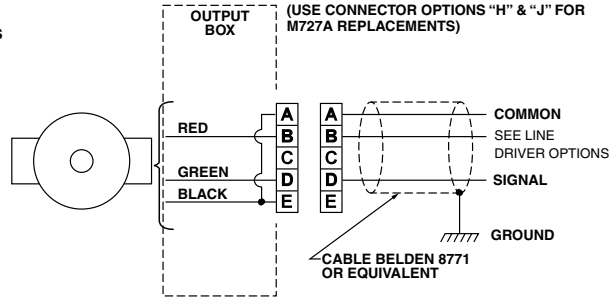 OUTPUT
BOX
(USE CONNECTOR OPTIONS “H” & “J” FOR
M727A REPLACEMENTS)
S
A A COMMON
RED B B SEE LINE
C C DRIVER OPTIONS
GREEN D D SIGNAL
BLACK E E
GROUND
CABLE BELDEN 8771
OR EQUIVALENT